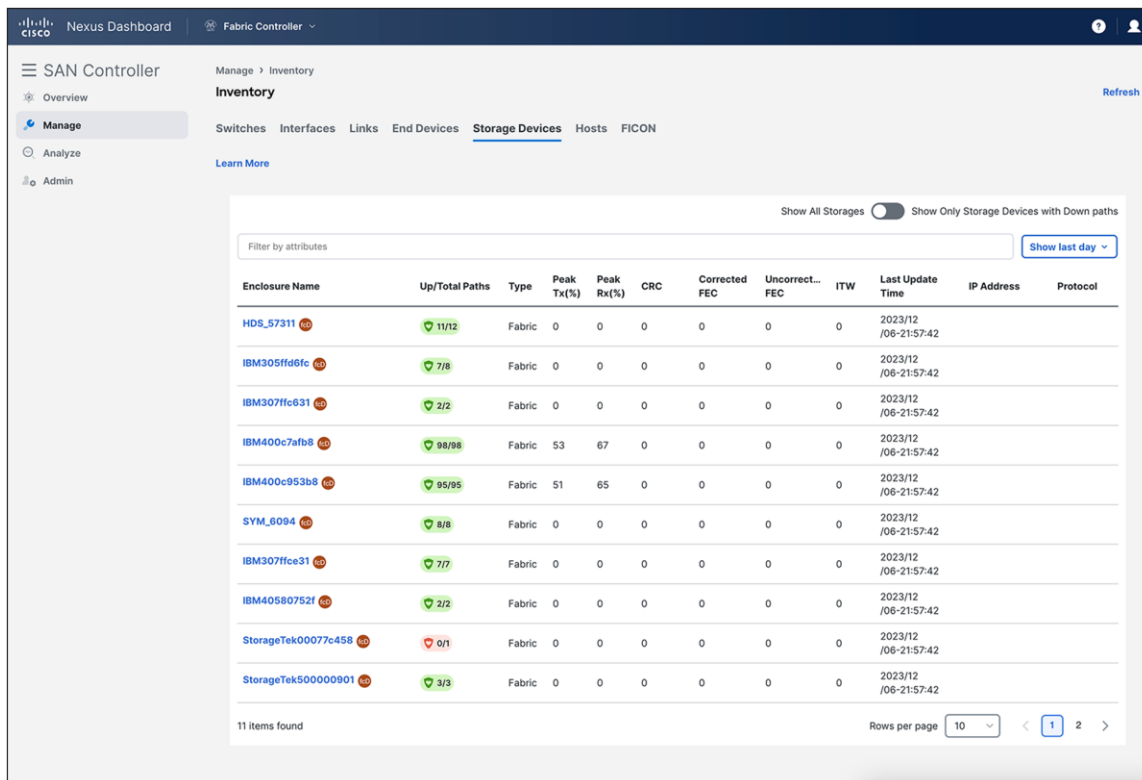 CISCO Nexus Dashboard Fabric Controller ?
SAN Controller
Overview
Manage
Analyze
Admin
Manage > Inventory
Inventory
Refresh
Switches Interfaces Links End Devices Storage Devices Hosts FICON
Learn More
Show All Storages Show Only Storage Devices with Down paths
Filter by attributes Show last day
Enclosure Name Up/Total Paths Type Peak Tx(%) Peak Rx(%) CRC Corrected FEC Uncorrect... FEC ITW Last Update Time IP Address Protocol
HDS_57311 fcD 11/12 Fabric 0 0 0 0 0 0 2023/12
/06-21:57:42
IBM305ffd6fc fcD 7/8 Fabric 0 0 0 0 0 0 2023/12
/06-21:57:42
IBM307ffc631 fcD 2/2 Fabric 0 0 0 0 0 0 2023/12
/06-21:57:42
IBM400c7afb8 fcD 98/98 Fabric 53 67 0 0 0 0 2023/12
/06-21:57:42
IBM400c953b8 fcD 95/95 Fabric 51 65 0 0 0 0 2023/12
/06-21:57:42
SYM_6094 fcD 8/8 Fabric 0 0 0 0 0 0 2023/12
/06-21:57:42
IBM307ffce31 fcD 7/7 Fabric 0 0 0 0 0 0 2023/12
/06-21:57:42
IBM40580752f fcD 2/2 Fabric 0 0 0 0 0 0 2023/12
/06-21:57:42
StorageTek00077c458 fcD 0/1 Fabric 0 0 0 0 0 0 2023/12
/06-21:57:42
StorageTek500000901 fcD 3/3 Fabric 0 0 0 0 0 0 2023/12
/06-21:57:42
11 items found Rows per page 10 < 1 2 >